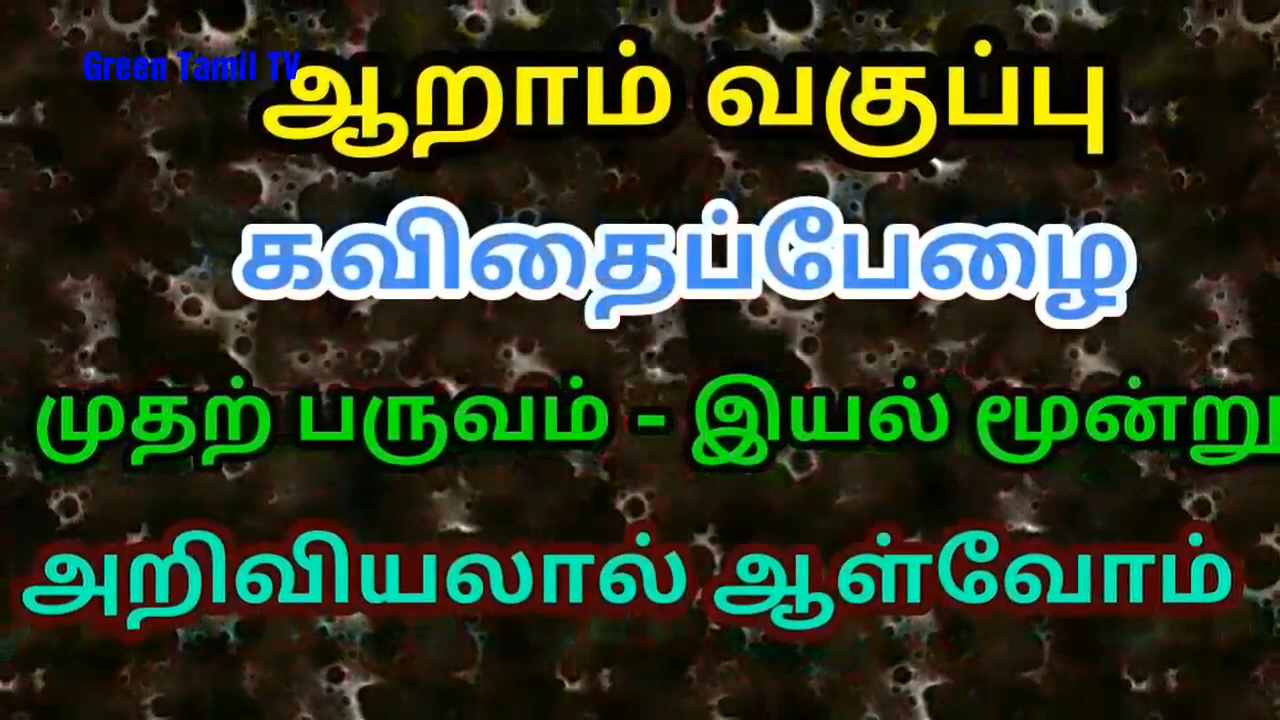 Green Tamil TV
ஆறாம் வகுப்பு
கவிதைப்பேழை
முதற் பருவம் - இயல் மூன்று
அறிவியலால் ஆள்வோம்